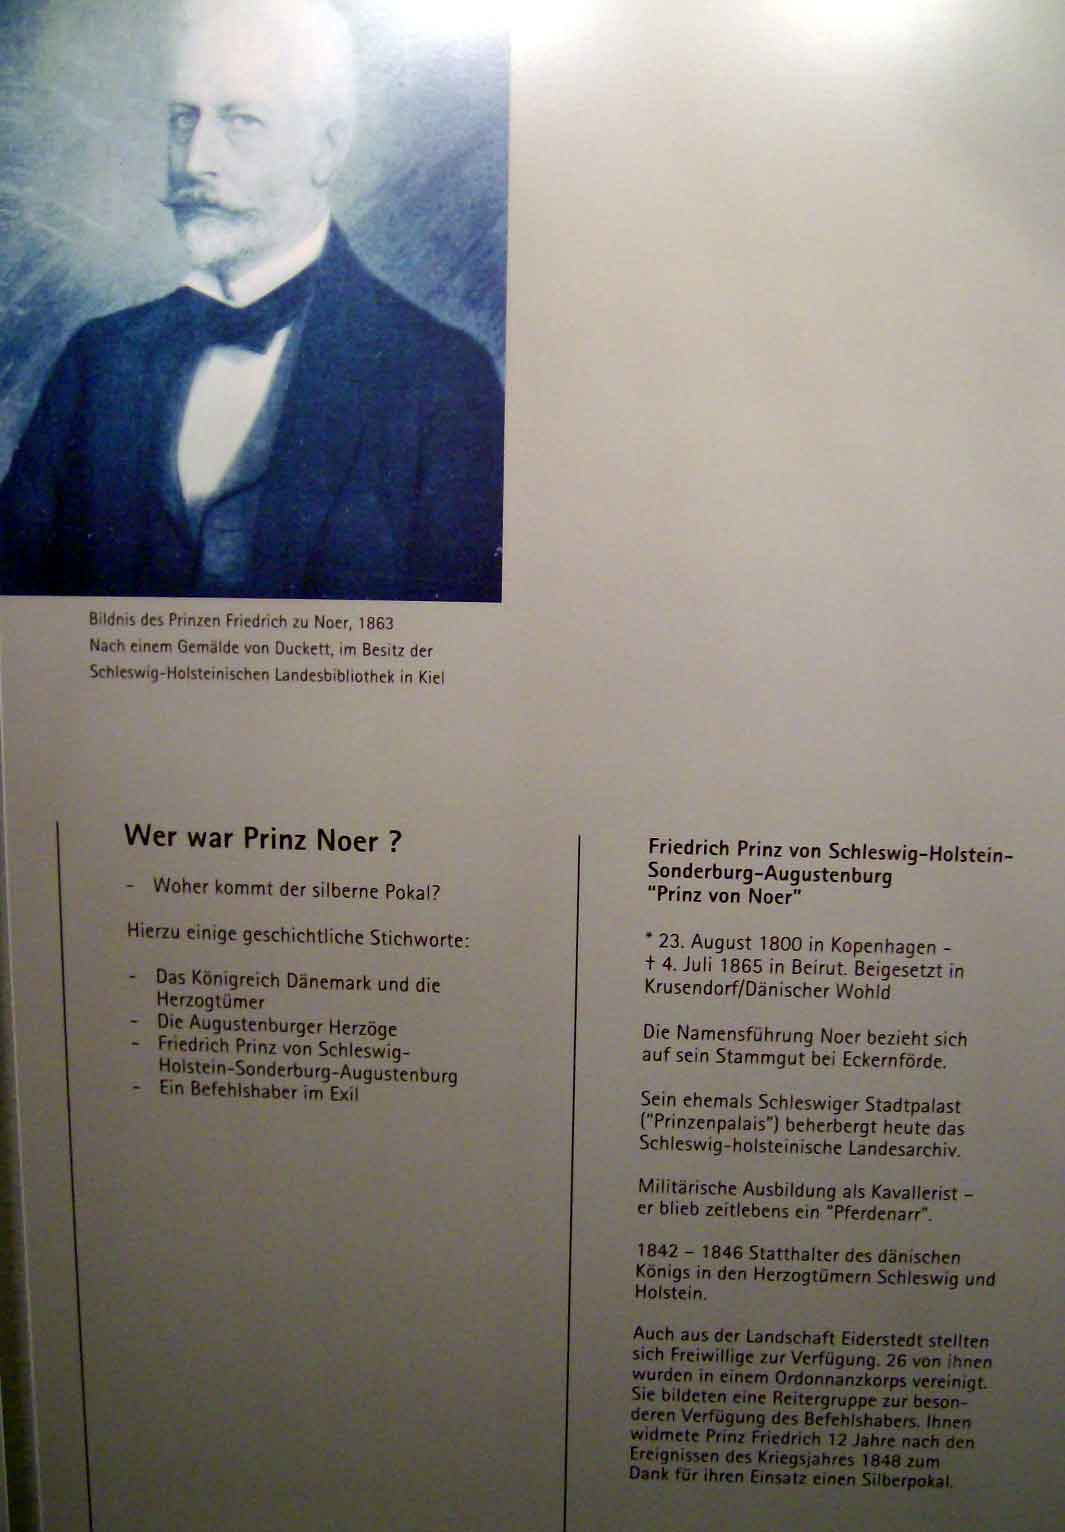 Bildnis des Prinzen Friedrich zu Noer, 1863
Nach einem Gemälde von Duckett, im Besitz der
Schleswig-Holsteinischen Landesbibliothek in Kiel
Wer war Prinz Noer ?
- Woher kommt der silberne Pokal?
Hierzu einige geschichtliche Stichworte:
- Das Königreich Dänemark und die
Herzogtümer
- Die Augustenburger Herzöge
- Friedrich Prinz von Schleswig-
Holstein-Sonderburg-Augustenburg
- Ein Befehlshaber im Exil
Friedrich Prinz von Schleswig-Holstein-
Sonderburg-Augustenburg
"Prinz von Noer"
* 23. August 1800 in Kopenhagen -
† 4. Juli 1865 in Beirut. Beigesetzt in
Krusendorf/Dänischer Wohld
Die Namensführung Noer bezieht sich
auf sein Stammgut bei Eckernförde.
Sein ehemals Schleswiger Stadtpalast
("Prinzenpalais") beherbergt heute das
Schleswig-holsteinische Landesarchiv.
Militärische Ausbildung als Kavallerist -
er blieb zeitlebens ein "Pferdenarr".
1842 - 1846 Statthalter des dänischen
Königs in den Herzogtümern Schleswig und
Holstein.
Auch aus der Landschaft Eiderstedt stellten
sich Freiwillige zur Verfügung. 26 von ihnen
wurden in einem Ordonnanzkorps vereinigt.
Sie bildeten eine Reitergruppe zur beson-
deren Verfügung des Befehlshabers. Ihnen
widmete Prinz Friedrich 12 Jahre nach den
Ereignissen des Kriegsjahres 1848 zum
Dank für ihren Einsatz einen Silberpokal.